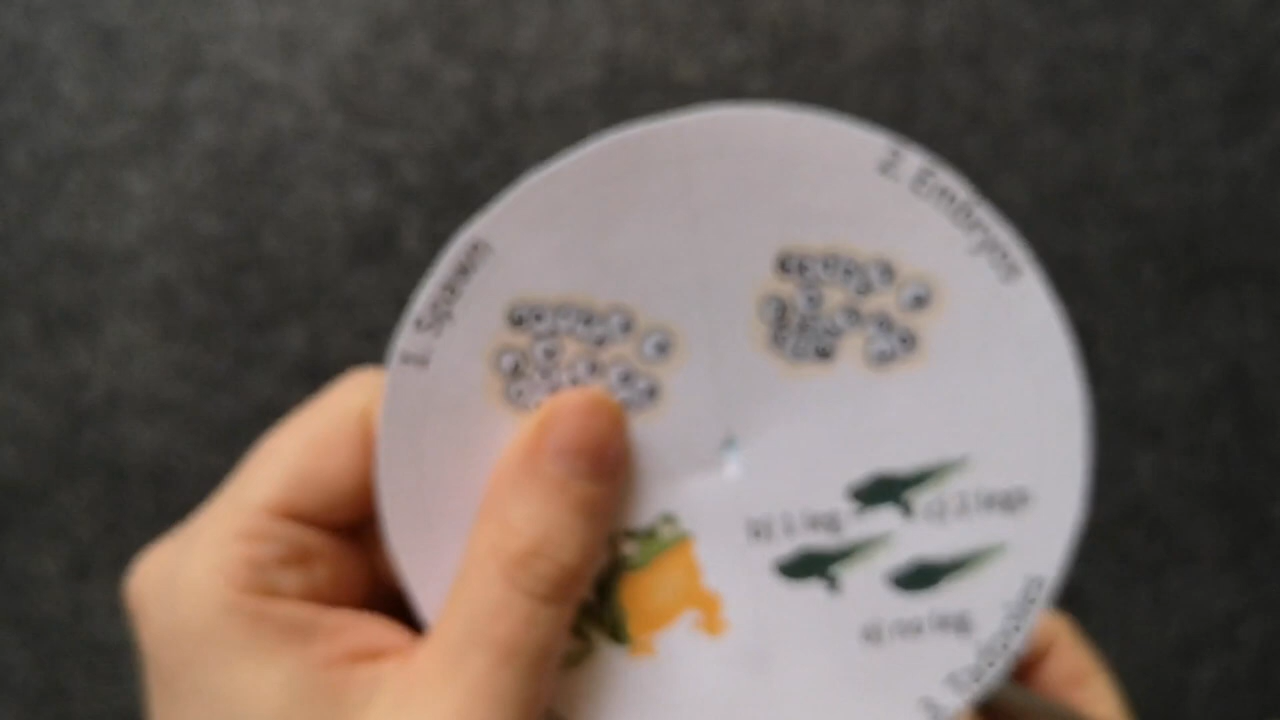 1. Spawn
2. Embryos
b) 1 leg
c) 2 legs
a) no leg
3. Tadpoles